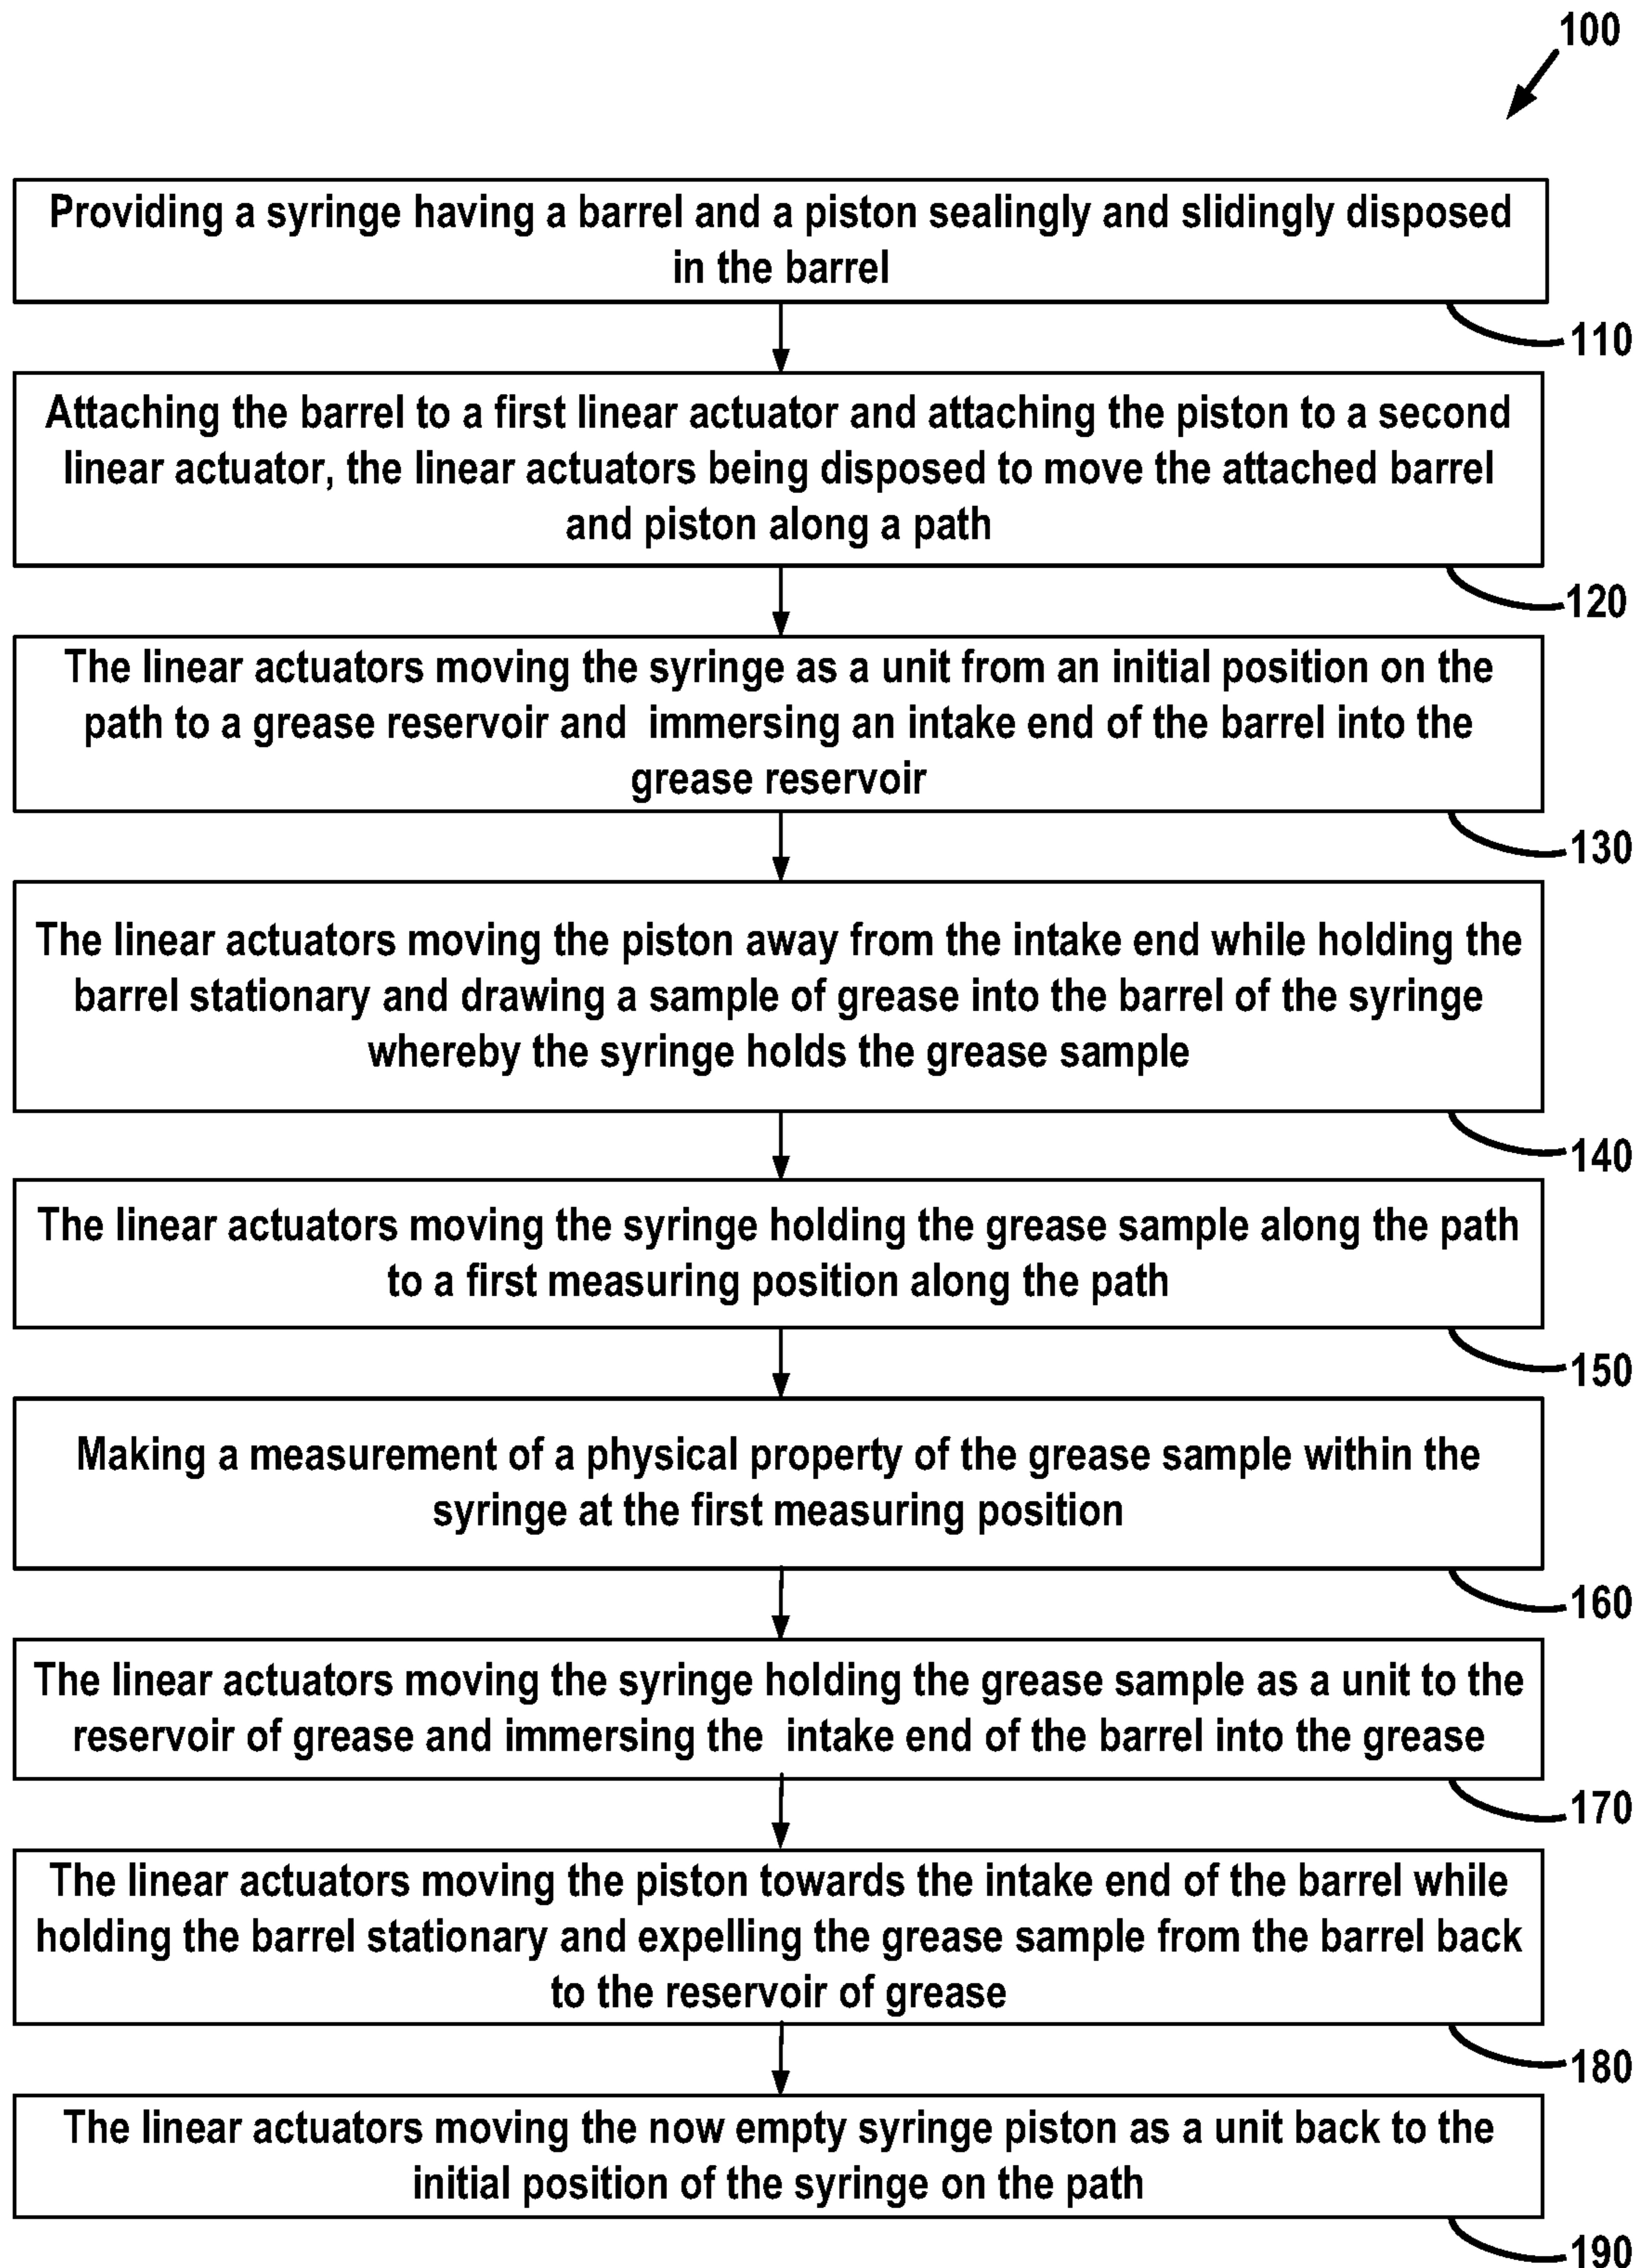 100
Providing a syringe having a barrel and a piston sealingly and slidingly disposed
in the barrel
110
Attaching the barrel to a first linear actuator and attaching the piston to a second
linear actuator, the linear actuators being disposed to move the attached barrel
and piston along a path
120
The linear actuators moving the syringe as a unit from an initial position on the
path to a grease reservoir and  immersing an intake end of the barrel into the
grease reservoir
130
The linear actuators moving the piston away from the intake end while holding the
barrel stationary and drawing a sample of grease into the barrel of the syringe
whereby the syringe holds the grease sample
140
The linear actuators moving the syringe holding the grease sample along the path
to a first measuring position along the path
150
Making a measurement of a physical property of the grease sample within the
syringe at the first measuring position
160
The linear actuators moving the syringe holding the grease sample as a unit to the
reservoir of grease and immersing the  intake end of the barrel into the grease
170
The linear actuators moving the piston towards the intake end of the barrel while
holding the barrel stationary and expelling the grease sample from the barrel back
to the reservoir of grease
180
The linear actuators moving the now empty syringe piston as a unit back to the
initial position of the syringe on the path
190